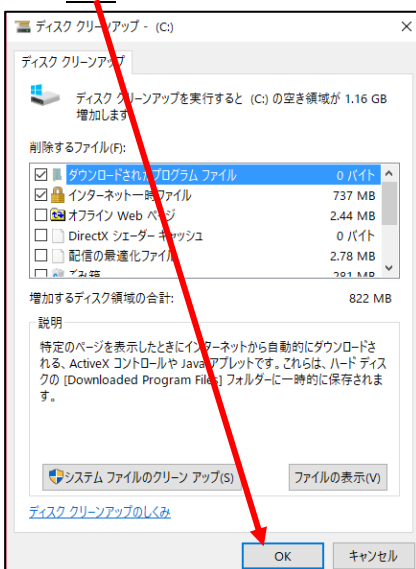 ディスク クリーンアップ - (C:)
ディスク クリーンアップ
ディスク クリーンアップを実行すると (C:) の空き領域が 1.16 GB
増加します
削除するファイル(F):
ダウンロードされたプログラム ファイル 0 バイト
インターネット一時ファイル 737 MB
オフライン Web ページ 2.44 MB
DirectX シェーダー キャッシュ 0 バイト
配信の最適化ファイル 2.78 MB
ごみ箱 281 MB
増加するディスク領域の合計: 822 MB
説明
特定のページを表示したときにインターネットから自動的にダウンロードさ
れる、ActiveX コントロールや Java アプレットです。これらは、ハード ディス
クの [Downloaded Program Files] フォルダーに一時的に保存されま
す。
システム ファイルのクリーン アップ(S) ファイルの表示(V)
ディスク クリーンアップのしくみ
OK キャンセル